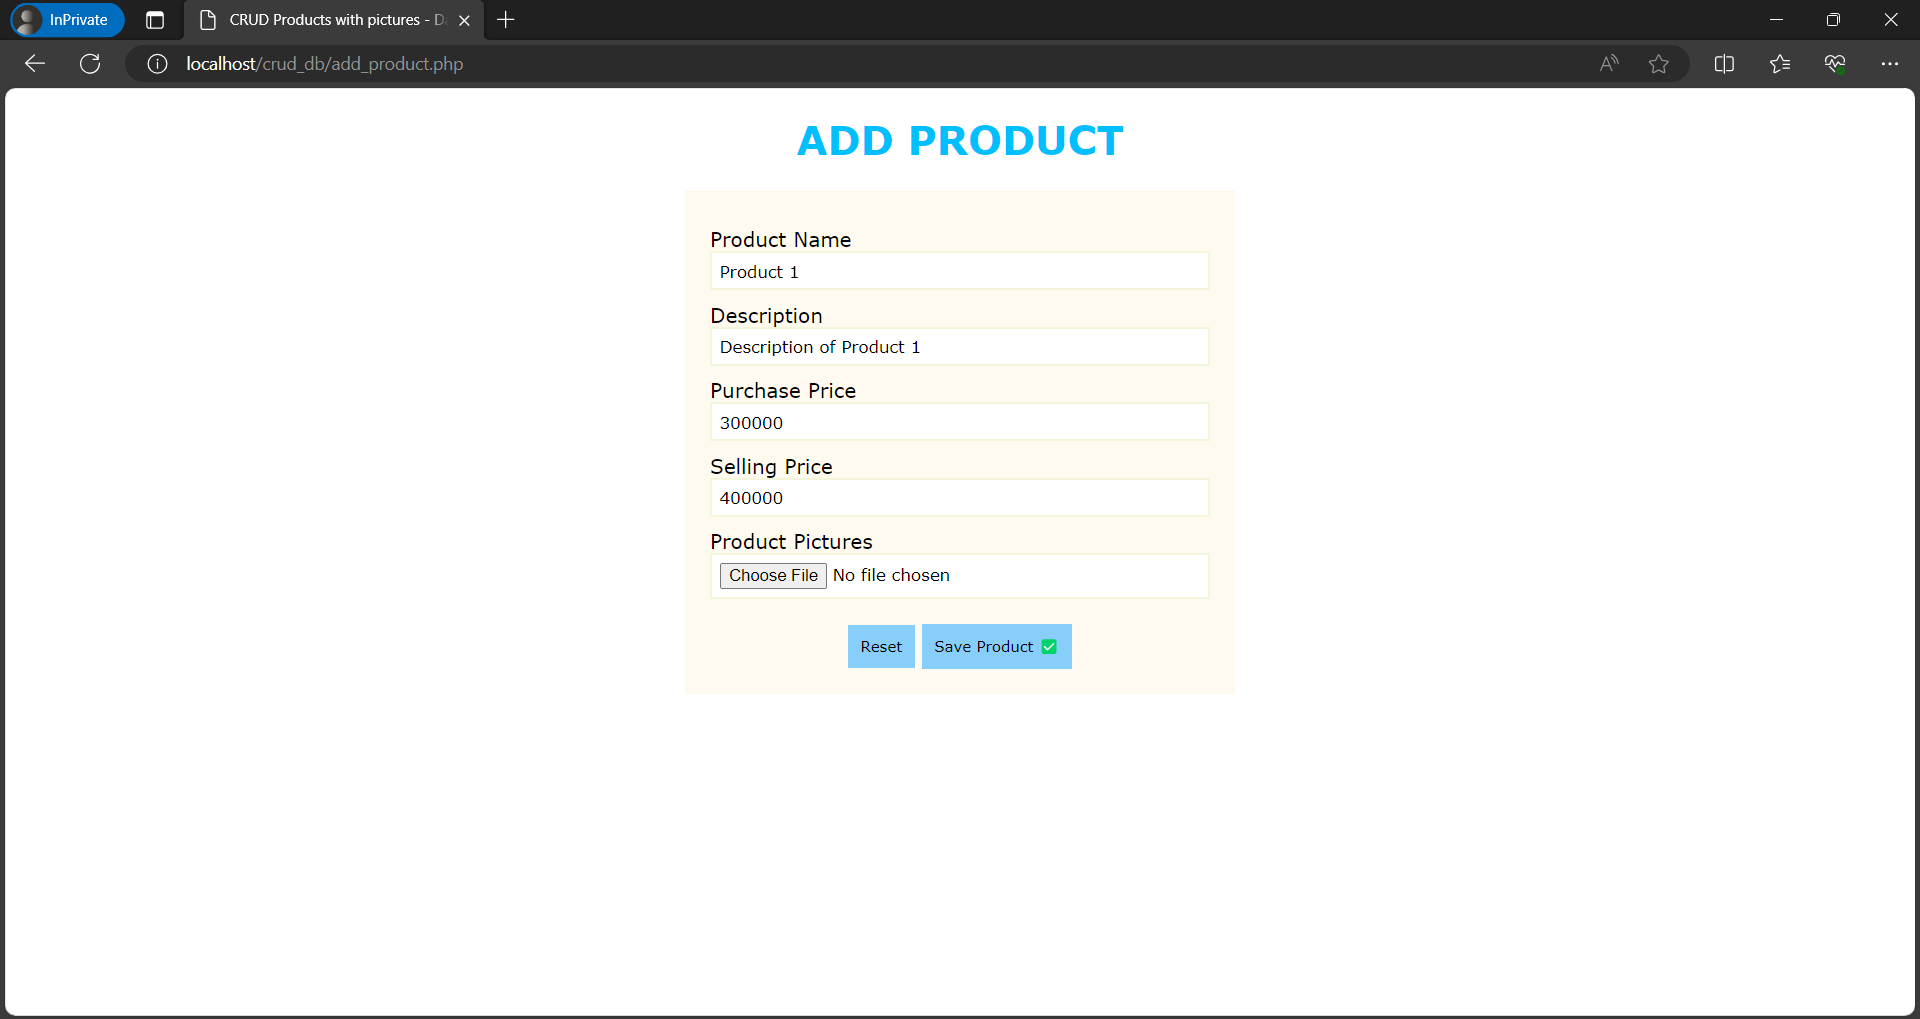 InPrivate
CRUD Products with pictures - D
localhost/crud_db/add_product.php
ADD PRODUCT
Product Name
Product 1
Description
Description of Product 1
Purchase Price
300000
Selling Price
400000
Product Pictures
Choose File No file chosen
Reset Save Product ✅